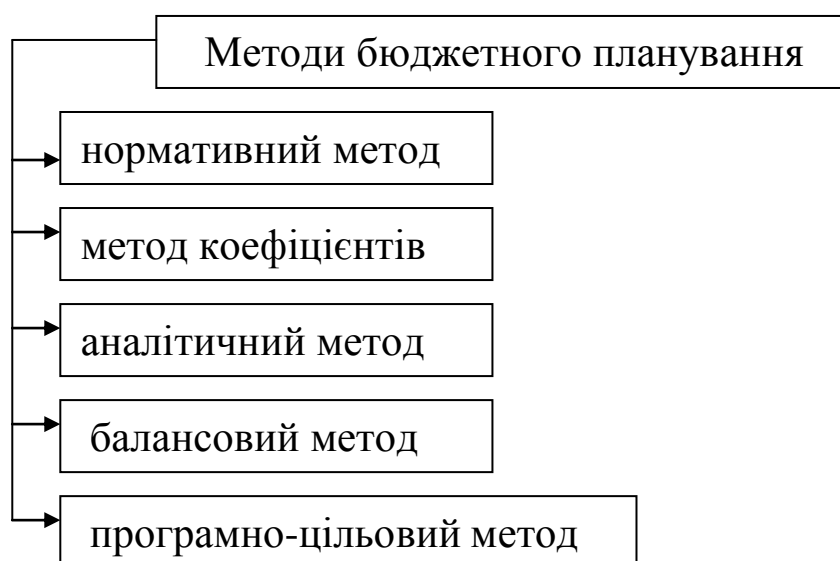 Методи бюджетного планування
нормативний метод
метод коефіцієнтів
аналітичний метод
балансовий метод
програмно-цільовий метод